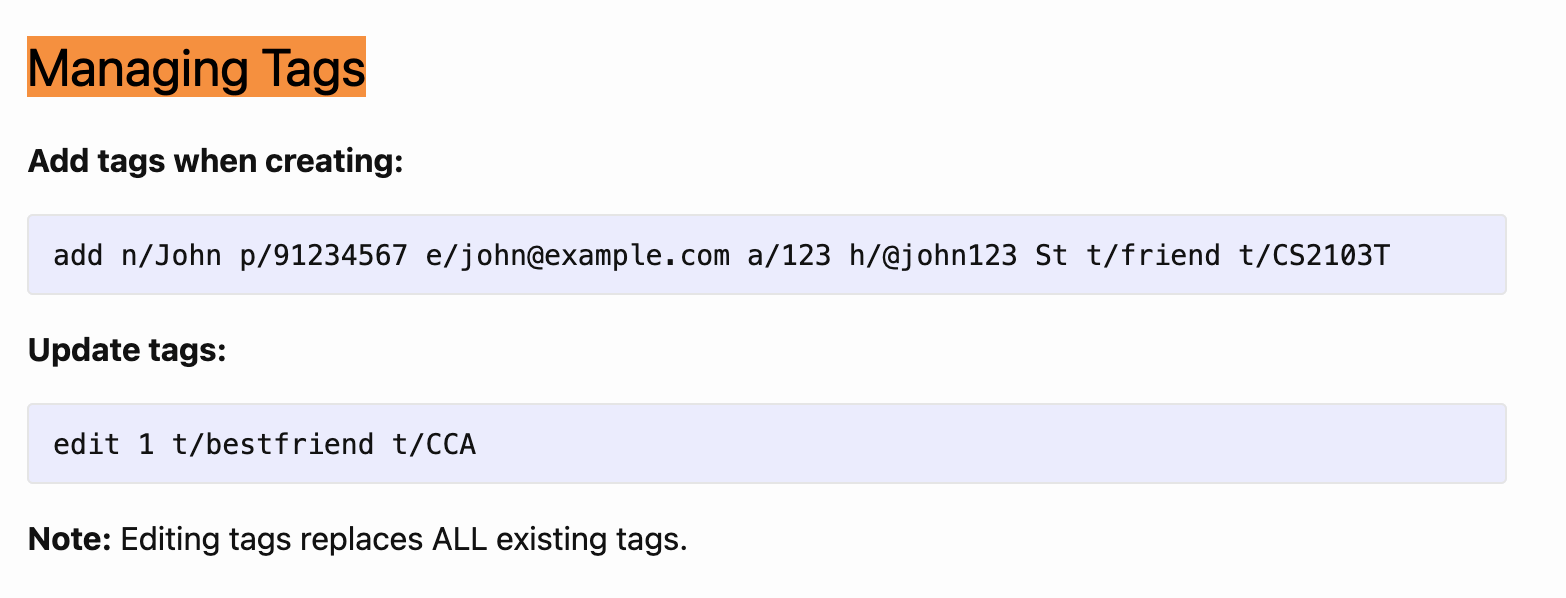 Managing Tags
Add tags when creating:
add n/John p/91234567 e/john@example.com a/123 h/@john123 St t/friend t/CS2103T
Update tags:
edit 1 t/bestfriend t/CCA
Note: Editing tags replaces ALL existing tags.